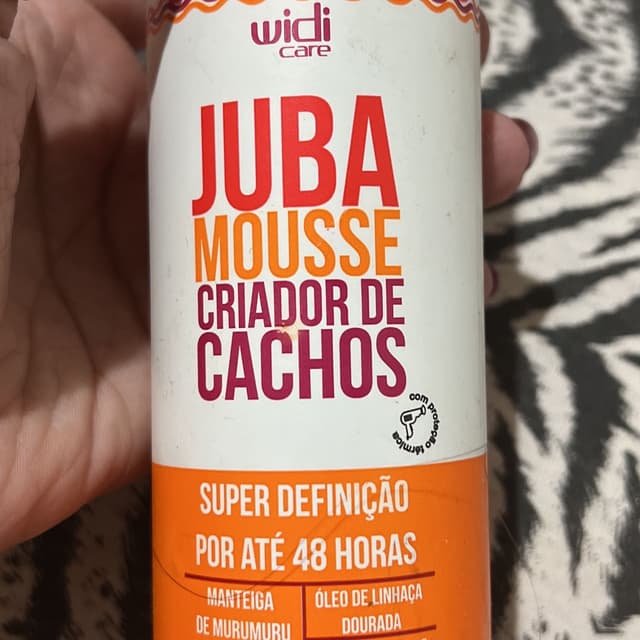 widi
care
JUBA
MOUSSE
CRIADOR DE
CACHOS
com proteção térmica
SUPER DEFINIÇÃO
POR ATÉ 48 HORAS
MANTEIGA
DE MURUMURU
ÓLEO DE LINHAÇA
DOURADA